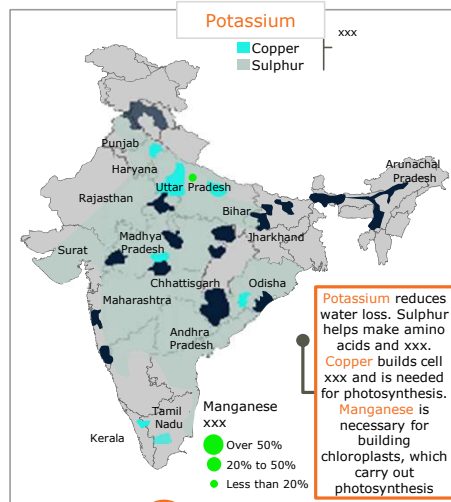 Potassium
xxx
Copper
Sulphur
Punjab
Haryana
Rajasthan
Uttar Pradesh
Arunachal
Pradesh
Bihar
Jharkhand
Surat
Madhya
Pradesh
Chhattisgarh
Odisha
Maharashtra
Andhra
Pradesh
Tamil
Nadu
Kerala
Manganese
xxx
Over 50%
20% to 50%
Less than 20%
Potassium reduces
water loss. Sulphur
helps make amino
acids and xxx.
Copper builds cell
xxx and is needed
for photosynthesis.
Manganese is
necessary for
building
chloroplasts, which
carry out
photosynthesis